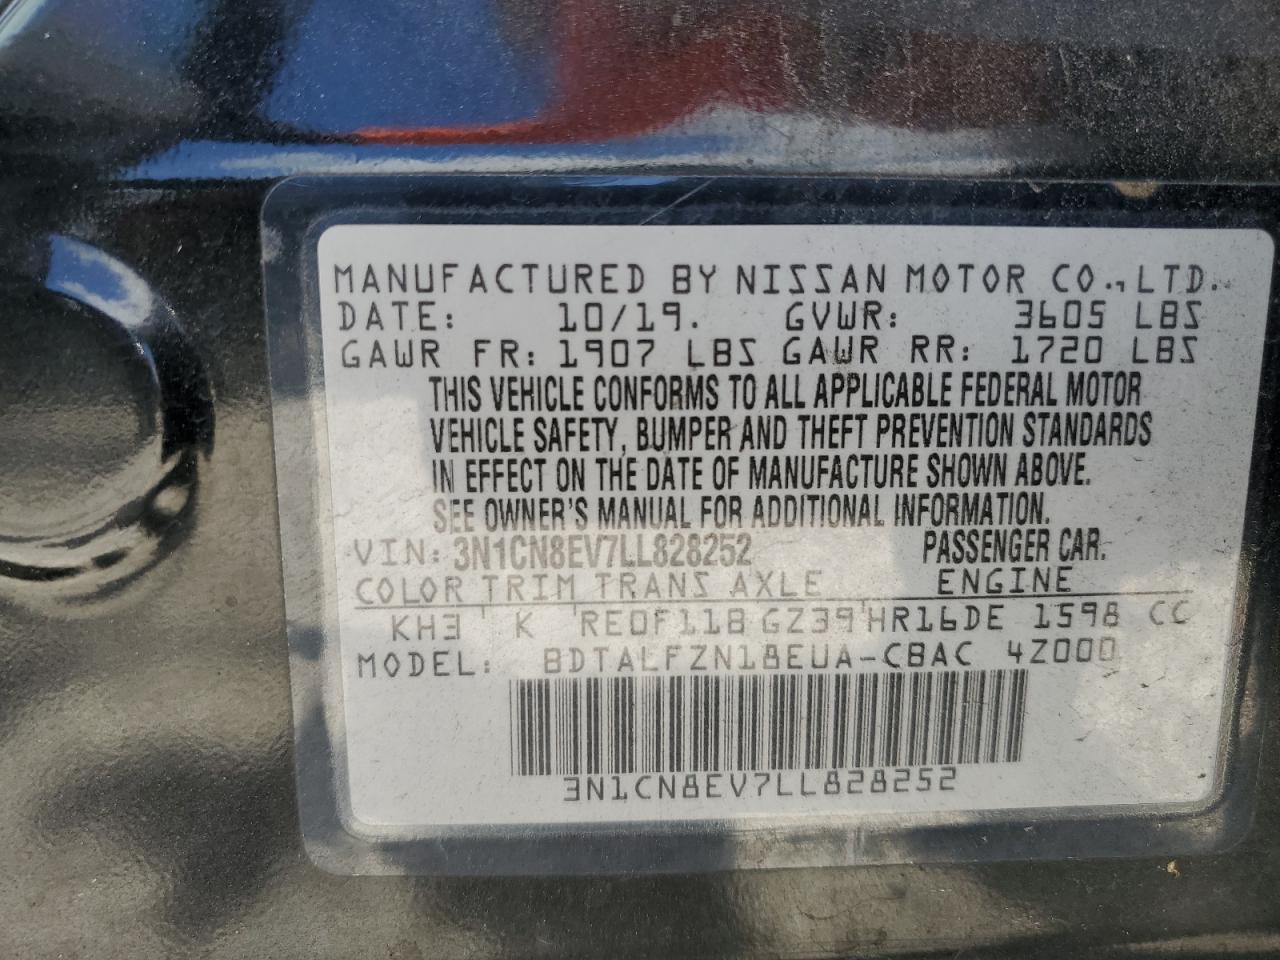 MANUFACTURED BY NISSAN MOTOR CO., LTD.
DATE: 10/19. GVWR: 3605 LBS
GAWR FR: 1907 LBS GAWR RR: 1720 LBS
THIS VEHICLE CONFORMS TO ALL APPLICABLE FEDERAL MOTOR
VEHICLE SAFETY, BUMPER AND THEFT PREVENTION STANDARDS
IN EFFECT ON THE DATE OF MANUFACTURE SHOWN ABOVE.
SEE OWNER'S MANUAL FOR ADDITIONAL INFORMATION.
VIN: 3N1CN8EV7LL828252 PASSENGER CAR.
COLOR TRIM TRANS AXLE ENGINE
KH3 K RE0F11B GZ39 HR16DE 1598 CC
MODEL: BDTALFZN18EUA-CBAC 4Z000
3N1CN8EV7LL828252